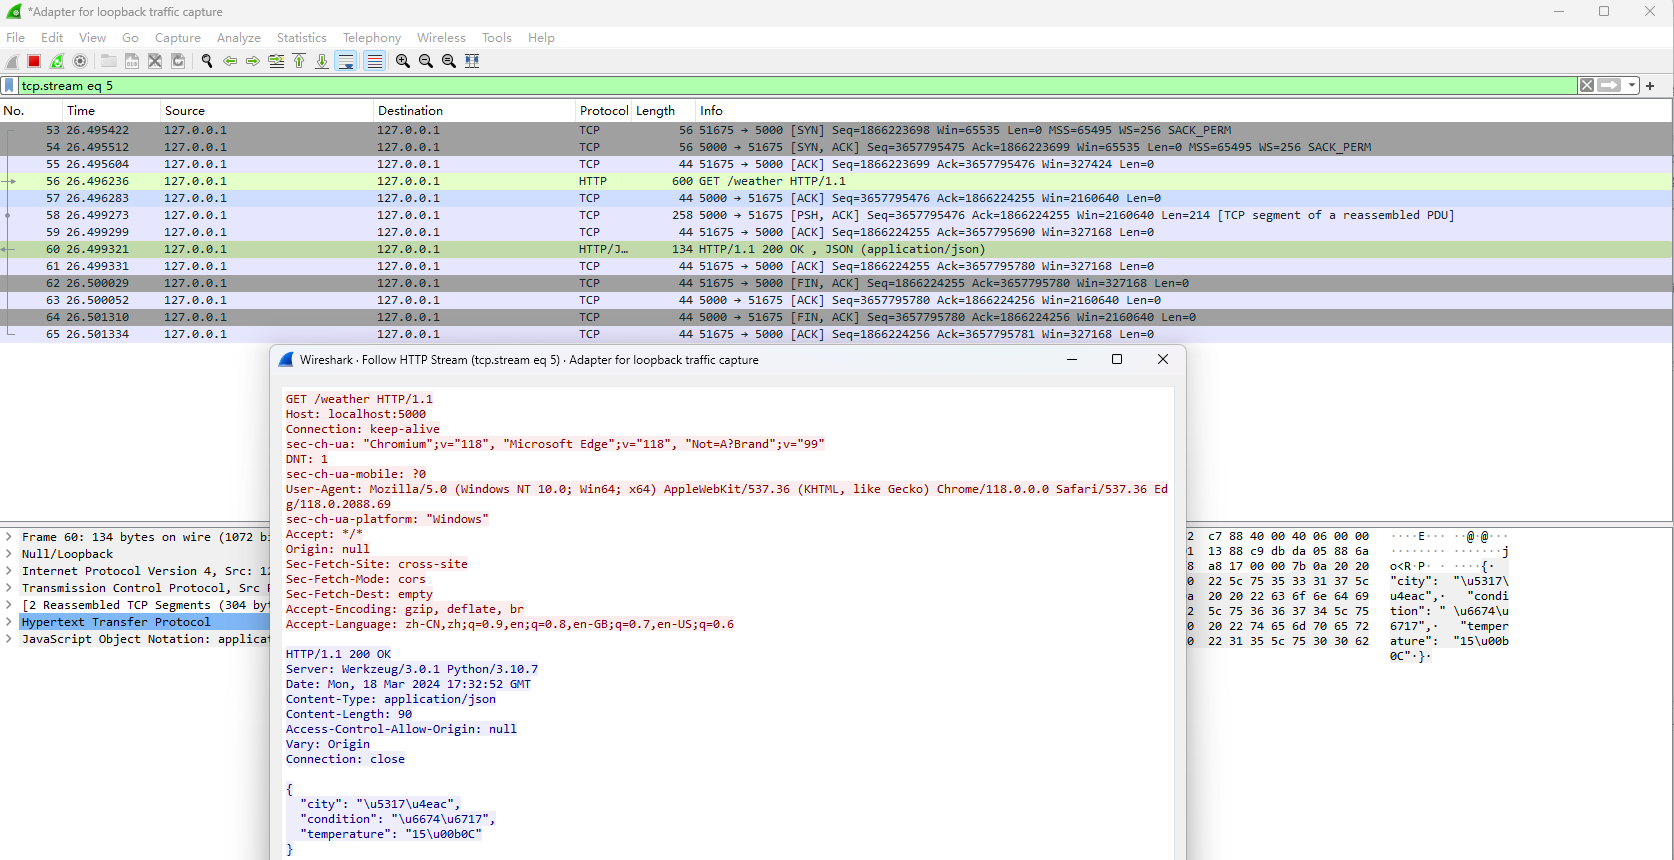 *Adapter for loopback traffic capture
File Edit View Go Capture Analyze Statistics Telephony Wireless Tools Help
tcp.stream eq 5
No. Time Source Destination Protocol Length Info
53 26.495422 127.0.0.1 127.0.0.1 TCP 56 51675 → 5000 [SYN] Seq=1866223698 Win=65535 Len=0 MSS=65495 WS=256 SACK_PERM
54 26.495512 127.0.0.1 127.0.0.1 TCP 56 5000 → 51675 [SYN, ACK] Seq=3657795475 Ack=1866223699 Win=65535 Len=0 MSS=65495 WS=256 SACK_PERM
55 26.495604 127.0.0.1 127.0.0.1 TCP 44 51675 → 5000 [ACK] Seq=1866223699 Ack=3657795476 Win=327424 Len=0
56 26.496236 127.0.0.1 127.0.0.1 HTTP 600 GET /weather HTTP/1.1
57 26.496283 127.0.0.1 127.0.0.1 TCP 44 5000 → 51675 [ACK] Seq=3657795476 Ack=1866224255 Win=2160640 Len=0
58 26.499273 127.0.0.1 127.0.0.1 TCP 258 5000 → 51675 [PSH, ACK] Seq=3657795476 Ack=1866224255 Win=2160640 Len=214 [TCP segment of a reassembled PDU]
59 26.499299 127.0.0.1 127.0.0.1 TCP 44 51675 → 5000 [ACK] Seq=1866224255 Ack=3657795690 Win=327168 Len=0
60 26.499321 127.0.0.1 127.0.0.1 HTTP/J… 134 HTTP/1.1 200 OK , JSON (application/json)
61 26.499331 127.0.0.1 127.0.0.1 TCP 44 51675 → 5000 [ACK] Seq=1866224255 Ack=3657795780 Win=327168 Len=0
62 26.500029 127.0.0.1 127.0.0.1 TCP 44 51675 → 5000 [FIN, ACK] Seq=1866224255 Ack=3657795780 Win=327168 Len=0
63 26.500052 127.0.0.1 127.0.0.1 TCP 44 5000 → 51675 [ACK] Seq=3657795780 Ack=1866224256 Win=2160640 Len=0
64 26.501310 127.0.0.1 127.0.0.1 TCP 44 5000 → 51675 [FIN, ACK] Seq=3657795780 Ack=1866224256 Win=2160640 Len=0
65 26.501334 127.0.0.1 127.0.0.1 TCP 44 51675 → 5000 [ACK] Seq=1866224256 Ack=3657795781 Win=327168 Len=0
Wireshark · Follow HTTP Stream (tcp.stream eq 5) · Adapter for loopback traffic capture
GET /weather HTTP/1.1
Host: localhost:5000
Connection: keep-alive
sec-ch-ua: "Chromium";v="118", "Microsoft Edge";v="118", "Not=A?Brand";v="99"
DNT: 1
sec-ch-ua-mobile: ?0
User-Agent: Mozilla/5.0 (Windows NT 10.0; Win64; x64) AppleWebKit/537.36 (KHTML, like Gecko) Chrome/118.0.0.0 Safari/537.36 Ed
g/118.0.2088.69
sec-ch-ua-platform: "Windows"
Accept: */*
Origin: null
Sec-Fetch-Site: cross-site
Sec-Fetch-Mode: cors
Sec-Fetch-Dest: empty
Accept-Encoding: gzip, deflate, br
Accept-Language: zh-CN,zh;q=0.9,en;q=0.8,en-GB;q=0.7,en-US;q=0.6
HTTP/1.1 200 OK
Server: Werkzeug/3.0.1 Python/3.10.7
Date: Mon, 18 Mar 2024 17:32:52 GMT
Content-Type: application/json
Content-Length: 90
Access-Control-Allow-Origin: null
Vary: Origin
Connection: close
{
"city": "\u5317\u4eac",
"condition": "\u6674\u6717",
"temperature": "15\u00b0C"
}
Frame 60: 134 bytes on wire (1072 bi
Null/Loopback
Internet Protocol Version 4, Src: 12
Transmission Control Protocol, Src P
[2 Reassembled TCP Segments (304 byt
Hypertext Transfer Protocol
JavaScript Object Notation: applicat
2 c7 88 40 00 40 06 00 00 ····E··· ··@·@···
1 13 88 c9 db da 05 88 6a ········ ·······j
8 a8 17 00 00 7b 0a 20 20 o<R·P· · ····{·
0 22 5c 75 35 33 31 37 5c "city": "\u5317\
a 20 20 22 63 6f 6e 64 69 u4eac",· "condi
2 5c 75 36 36 37 34 5c 75 tion": " \u6674\u
0 20 22 74 65 6d 70 65 72 6717",· "temper
0 22 31 35 5c 75 30 30 62 ature": "15\u00b
0C"·}·